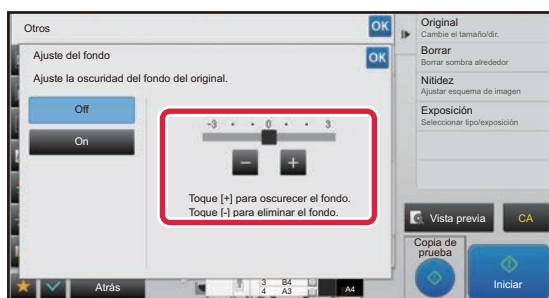 Otros
OK
Ajuste del fondo
OK
Ajuste la oscuridad del fondo del original.
Off
On
-3 0 3
- +
Toque [+] para oscurecer el fondo.
Toque [-] para eliminar el fondo.
Atrás
3 B4
4 A3
A4
Original
Cambie el tamaño/dir.
Borrar
Borrar sombra alrededor
Nitidez
Ajustar esquema de imagen
Exposición
Seleccionar tipo/exposición
Vista previa
CA
Copia de
prueba
Iniciar